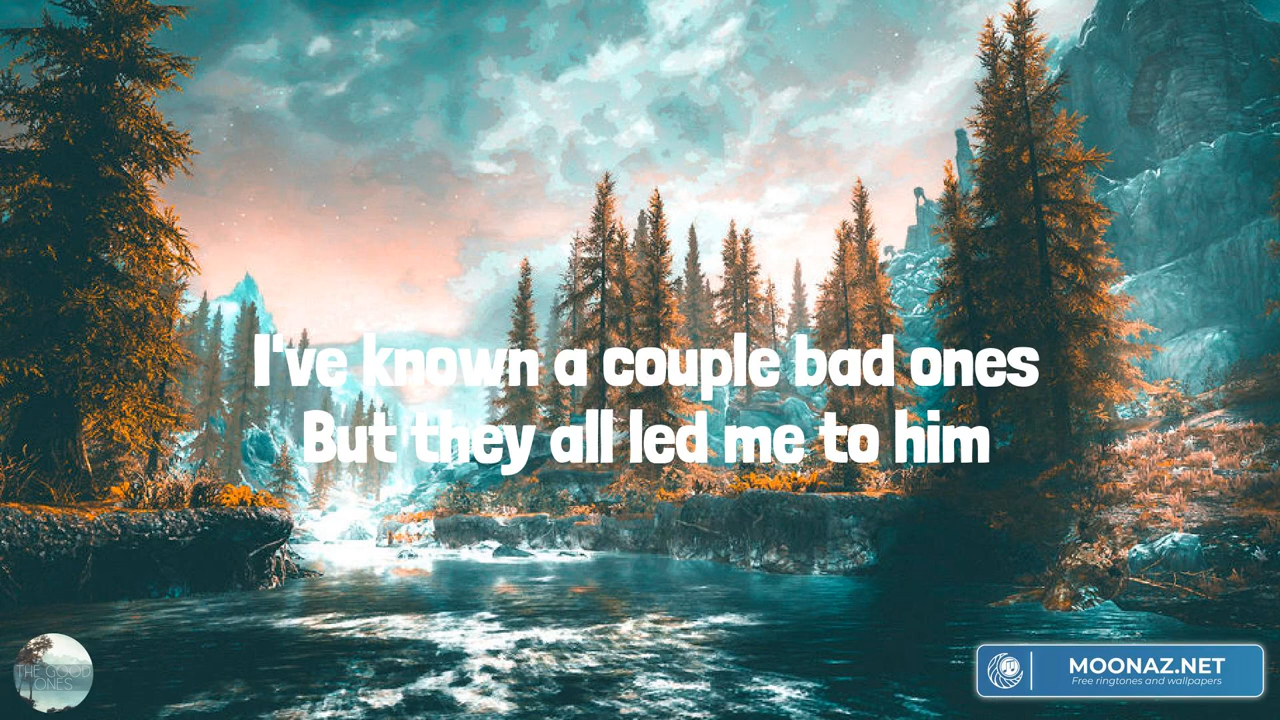 I've known a couple bad ones
But they all led me to him
THE GOOD
ONES
MOONAZ.NET
Free ringtones and wallpapers